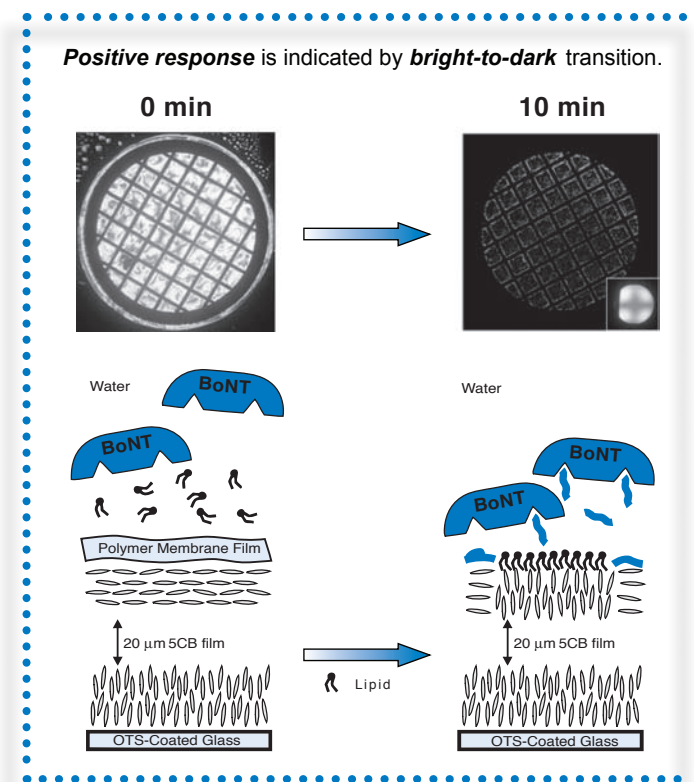 Positive response is indicated by bright-to-dark transition.
0 min
10 min
Water
BoNT
BoNT
Polymer Membrane Film
20 μm 5CB film
OTS-Coated Glass
Lipid
Water
BoNT
BoNT
20 μm 5CB film
OTS-Coated Glass